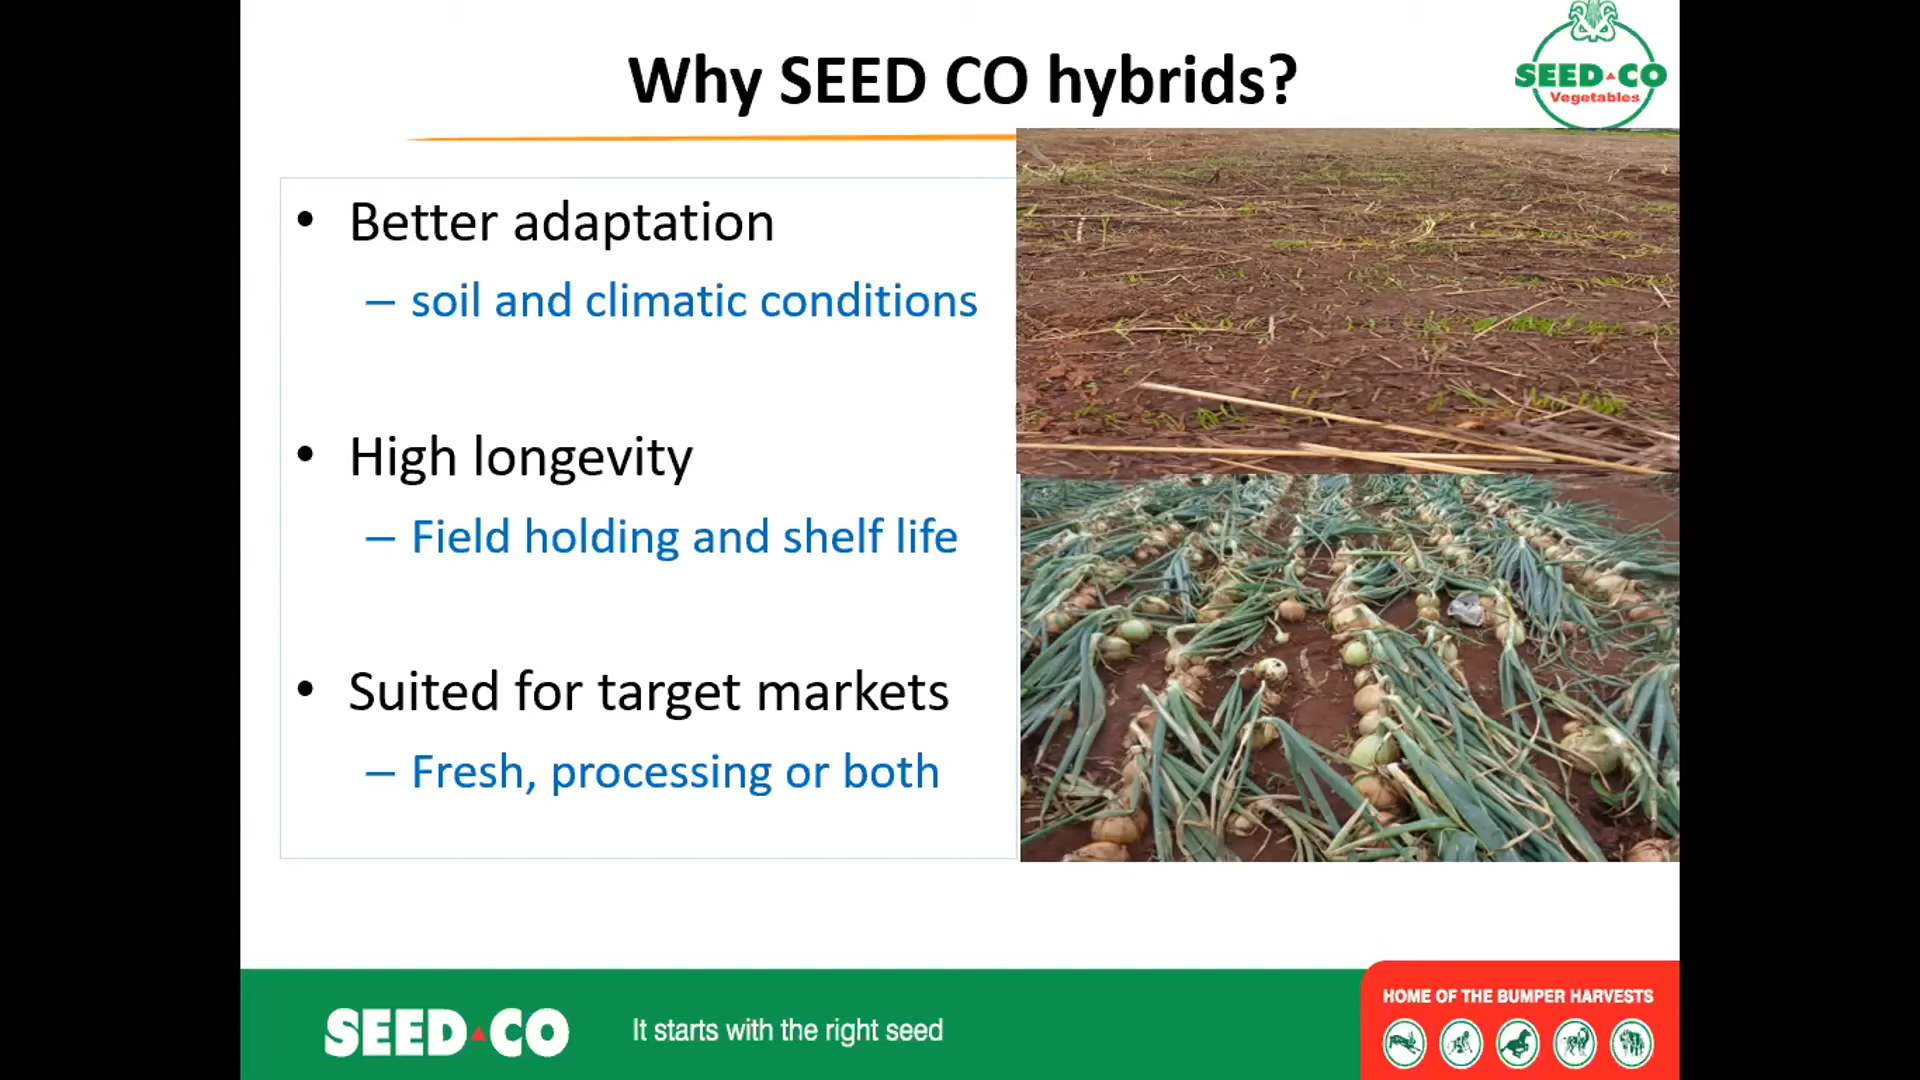 Why SEED CO hybrids?
SEED CO
Vegetables
• Better adaptation
– soil and climatic conditions
• High longevity
– Field holding and shelf life
• Suited for target markets
– Fresh, processing or both
SEED CO
It starts with the right seed
HOME OF THE BUMPER HARVESTS